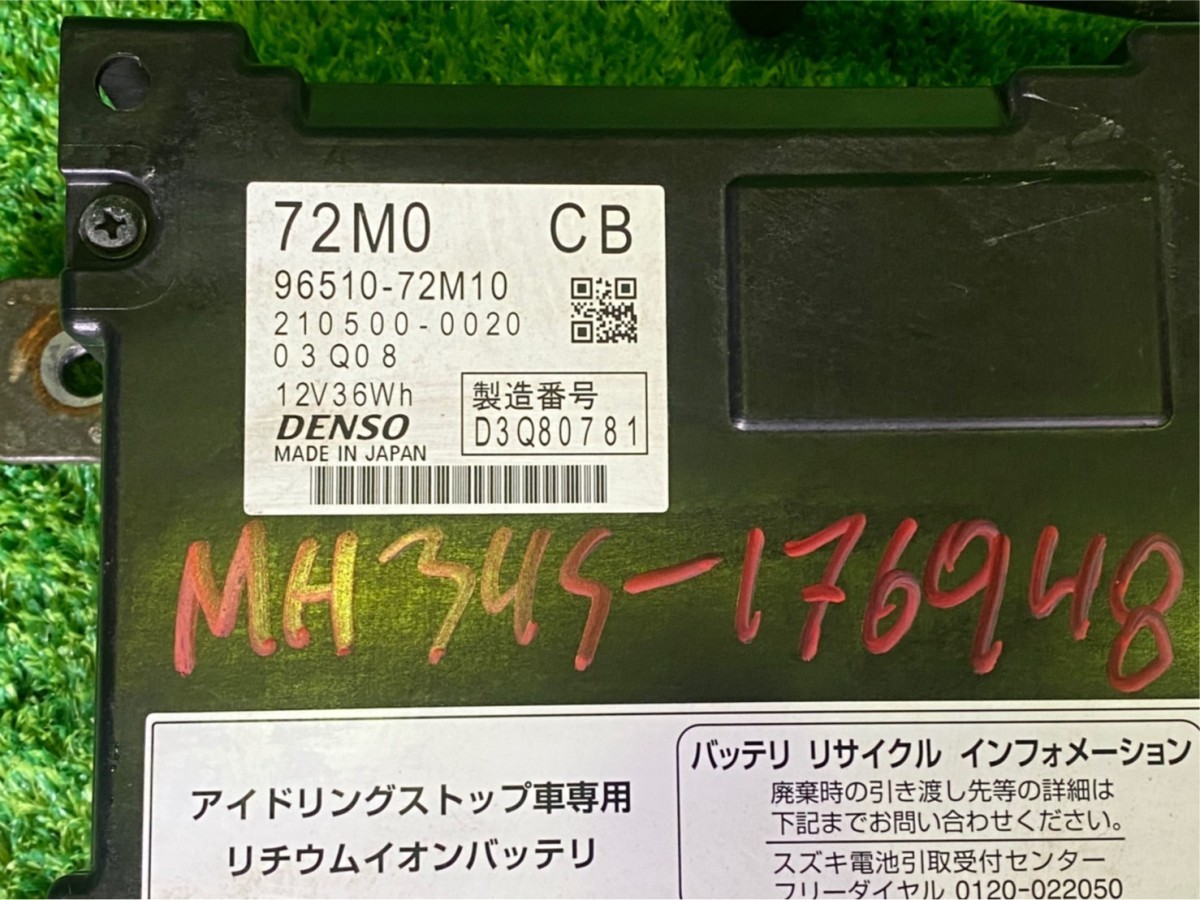 72M0 CB
96510-72M10
210500-0020
03Q08
12V36Wh
DENSO
MADE IN JAPAN
製造番号
D3Q80781
MH34S-176948
アイドリングストップ車専用
リチウムイオンバッテリ
バッテリ リサイクル インフォメーション
廃棄時の引き渡し先等の詳細は
下記までお問い合わせください。
スズキ電池引取受付センター
フリーダイヤル 0120-022050